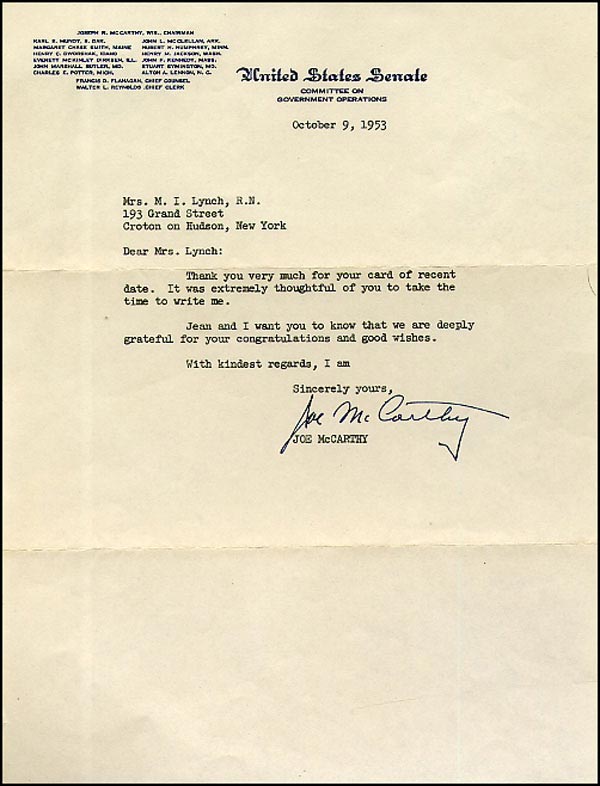 JOSEPH R. McCARTHY, WIS., CHAIRMAN
KARL E. MUNDT, S. DAK. JOHN L. McCLELLAN, ARK.
MARGARET CHASE SMITH, MAINE HUBERT H. HUMPHREY, MINN.
HENRY C. DWORSHAK, IDAHO HENRY M. JACKSON, WASH.
EVERETT McKINLEY DIRKSEN, ILL. JOHN F. KENNEDY, MASS.
JOHN MARSHALL BUTLER, MD. STUART SYMINGTON, MO.
CHARLES E. POTTER, MICH. ALTON A. LENNON, N. C.
FRANCIS D. FLANAGAN, CHIEF COUNSEL
WALTER L. REYNOLDS, CHIEF CLERK
United States Senate
COMMITTEE ON
GOVERNMENT OPERATIONS
October 9, 1953
Mrs. M. I. Lynch, R.N.
193 Grand Street
Croton on Hudson, New York
Dear Mrs. Lynch:
Thank you very much for your card of recent
date. It was extremely thoughtful of you to take the
time to write me.
Jean and I want you to know that we are deeply
grateful for your congratulations and good wishes.
With kindest regards, I am
Sincerely yours,
Joe McCarthy
JOE McCARTHY